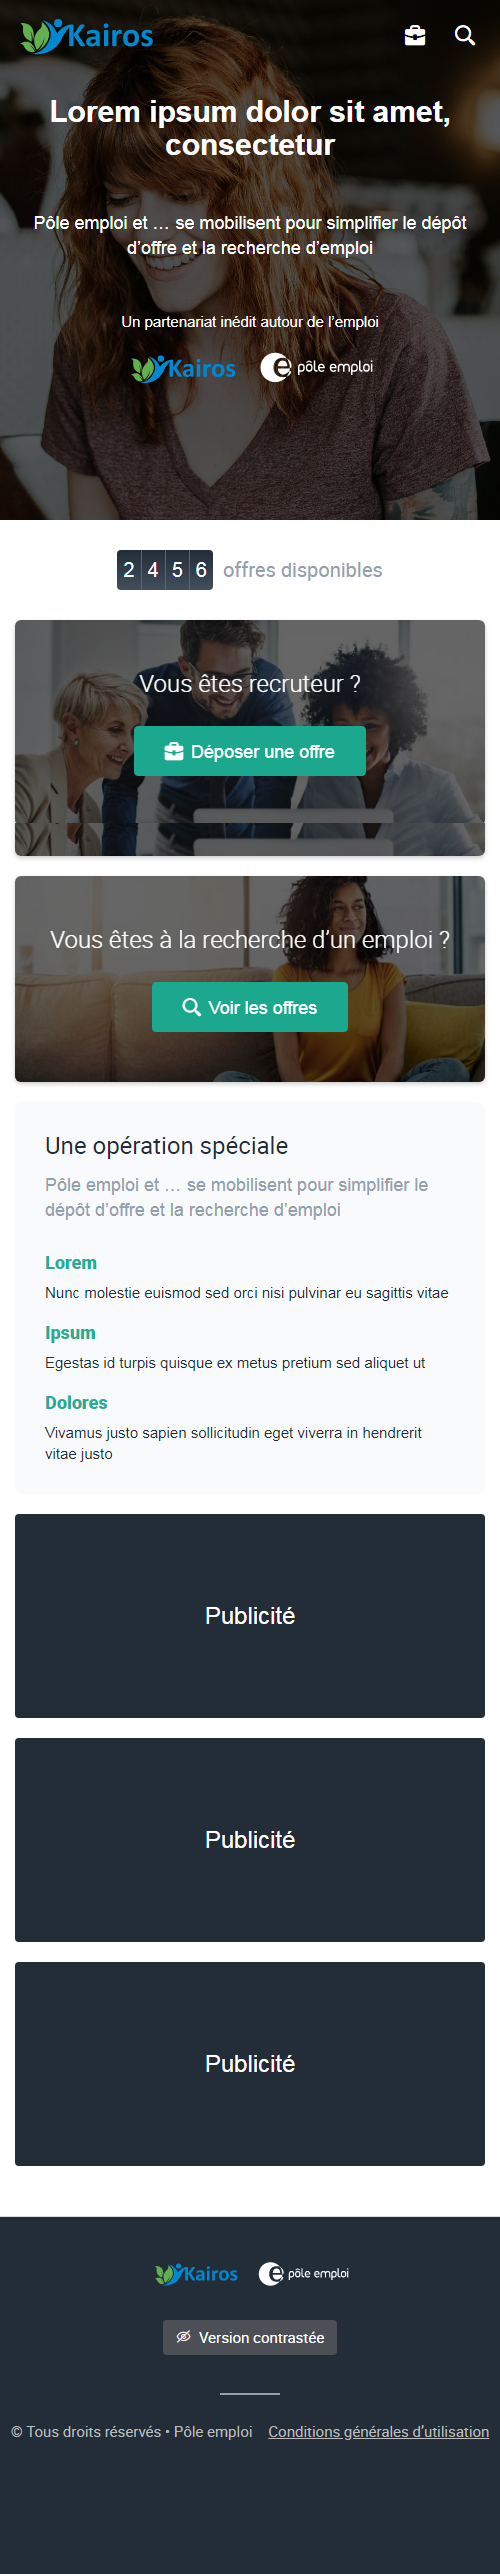 Kairos
Lorem ipsum dolor sit amet,
consectetur
Pôle emploi et ... se mobilisent pour simplifier le dépôt
d'offre et la recherche d'emploi
Un partenariat inédit autour de l'emploi
Kairos pôle emploi
2 4 5 6 offres disponibles
Vous êtes recruteur ?
Déposer une offre
Vous êtes à la recherche d'un emploi ?
Voir les offres
Une opération spéciale
Pôle emploi et ... se mobilisent pour simplifier le
dépôt d'offre et la recherche d'emploi
Lorem
Nunc molestie euismod sed orci nisi pulvinar eu sagittis vitae
Ipsum
Egestas id turpis quisque ex metus pretium sed aliquet ut
Dolores
Vivamus justo sapien sollicitudin eget viverra in hendrerit
vitae justo
Publicité
Publicité
Publicité
Kairos pôle emploi
Version contrastée
© Tous droits réservés • Pôle emploi Conditions générales d'utilisation